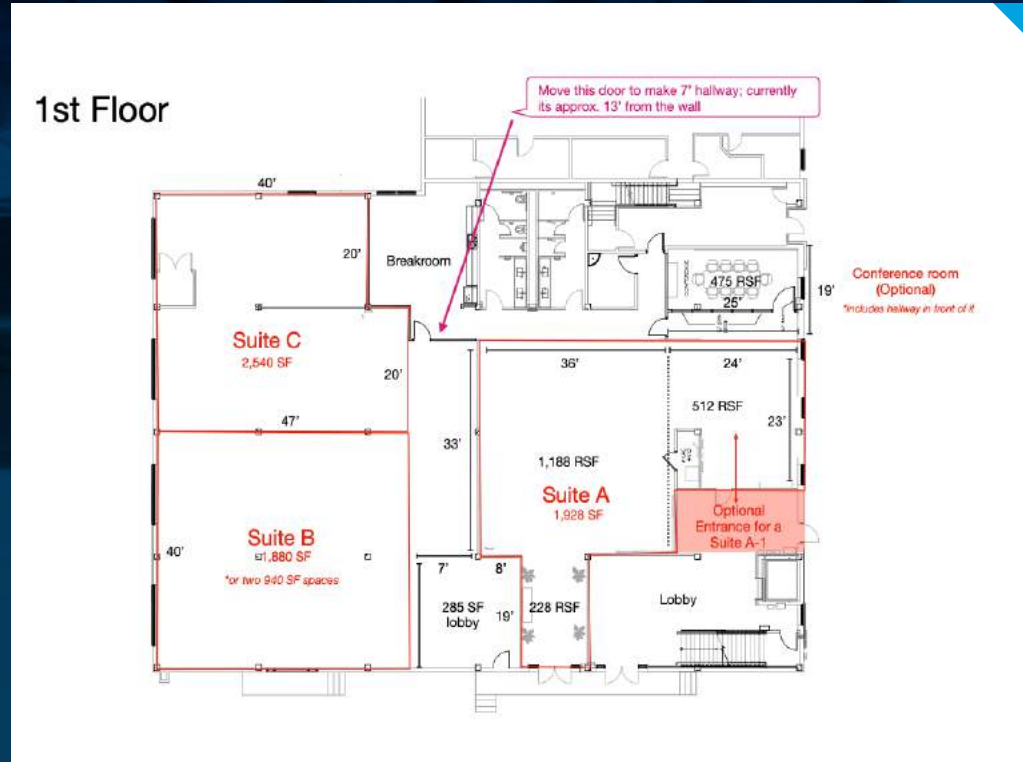 1st Floor
Move this door to make 7' hallway; currently
its approx. 13' from the wall
40'
20'
Breakroom
CONFERENCE
475 RSF
25'
19'
Conference room
(Optional)
*includes hallway in front of it
Suite C
2,540 SF
20'
47'
36'
24'
512 RSF
23'
33'
1,188 RSF
Suite A
1,928 SF
Optional
Entrance for a
Suite A-1
Suite B
1,880 SF
*or two 940 SF spaces
40'
7'
8'
285 SF
lobby
19'
228 RSF
Lobby